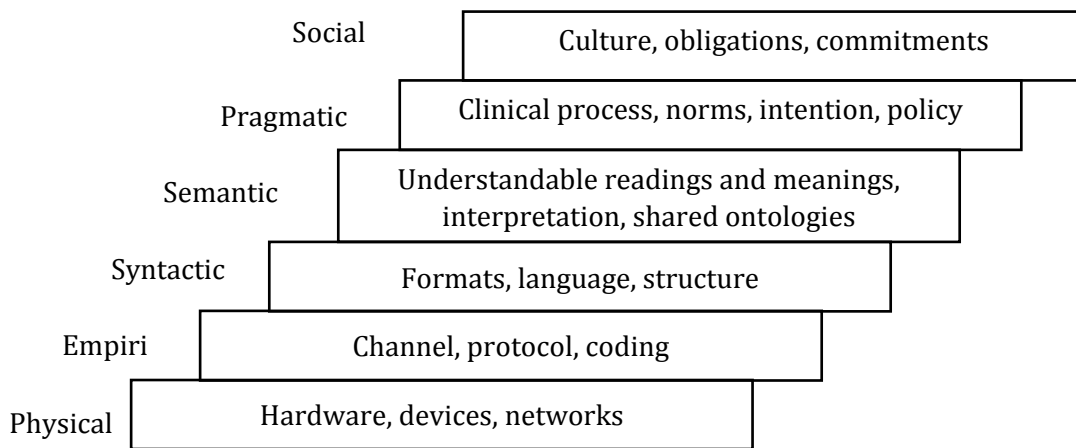 Social
Culture, obligations, commitments
Pragmatic
Clinical process, norms, intention, policy
Semantic
Understandable readings and meanings,
interpretation, shared ontologies
Syntactic
Formats, language, structure
Empiri
Channel, protocol, coding
Physical
Hardware, devices, networks